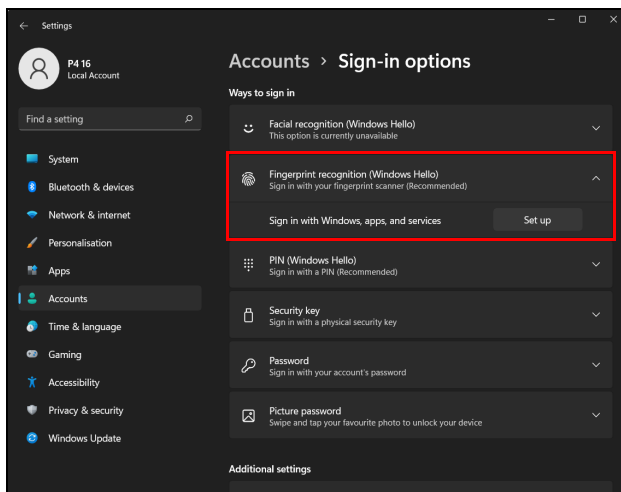 Settings
P4 16
Local Account
Find a setting
System
Bluetooth & devices
Network & internet
Personalisation
Apps
Accounts
Time & language
Gaming
Accessibility
Privacy & security
Windows Update
Accounts > Sign-in options
Ways to sign in
Facial recognition (Windows Hello)
This option is currently unavailable
Fingerprint recognition (Windows Hello)
Sign in with your fingerprint scanner (Recommended)
Sign in with Windows, apps, and services Set up
PIN (Windows Hello)
Sign in with a PIN (Recommended)
Security key
Sign in with a physical security key
Password
Sign in with your account's password
Picture password
Swipe and tap your favourite photo to unlock your device
Additional settings